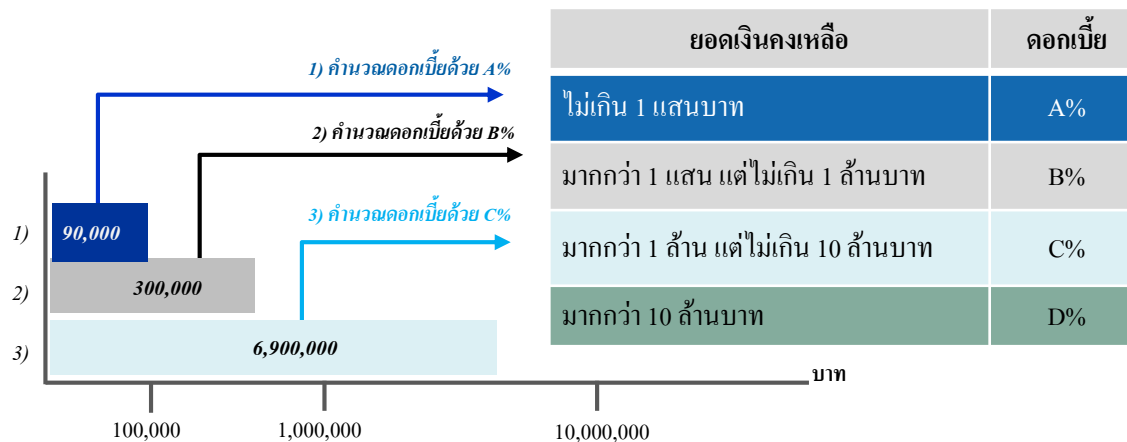 1) คำนวณดอกเบี้ยด้วย A%
2) คำนวณดอกเบี้ยด้วย B%
3) คำนวณดอกเบี้ยด้วย C%
1) 90,000
2) 300,000
3) 6,900,000
บาท
100,000 1,000,000 10,000,000
ยอดเงินคงเหลือ ดอกเบี้ย
ไม่เกิน 1 แสนบาท A%
มากกว่า 1 แสน แต่ไม่เกิน 1 ล้านบาท B%
มากกว่า 1 ล้าน แต่ไม่เกิน 10 ล้านบาท C%
มากกว่า 10 ล้านบาท D%